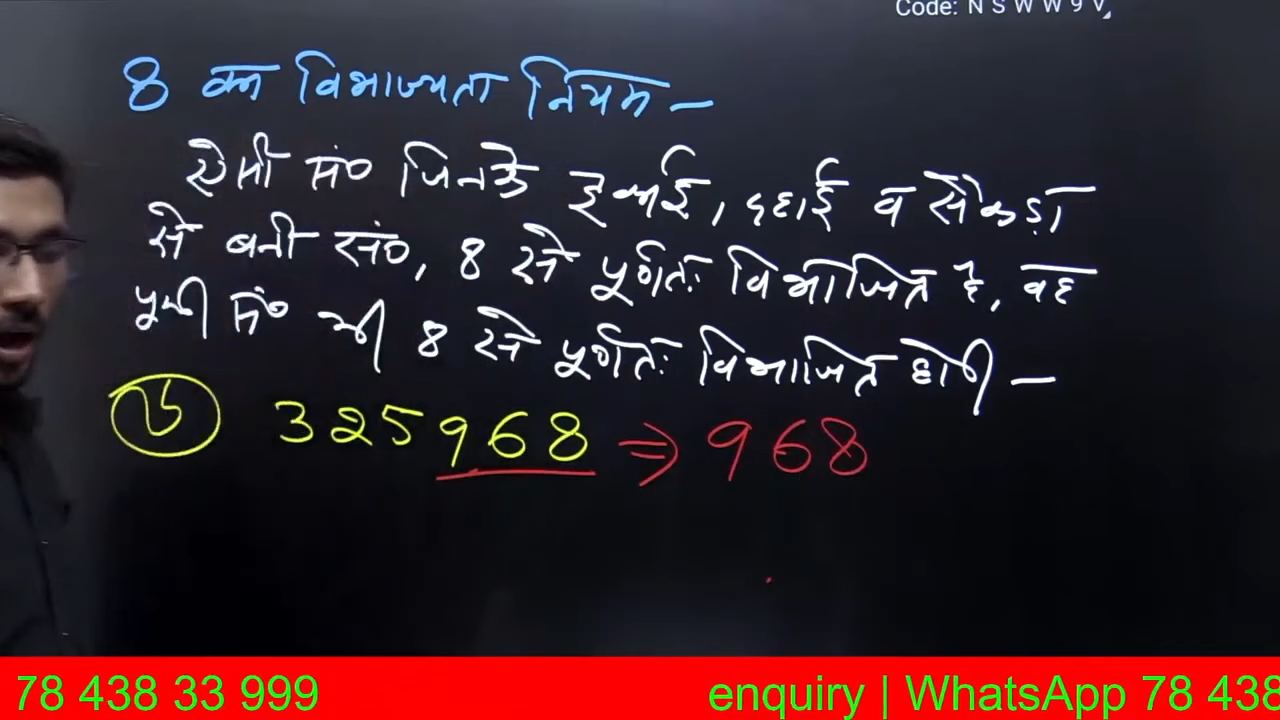 Code: N S W W 9 V
8 का विभाज्यता नियम -
ऐसी सं० जिनके इकाई, दहाई व सैकड़ा
से बनी सं०, 8 से पूर्णतः विभाजित है, वह
पूरी सं० भी 8 से पूर्णतः विभाजित होगी -
325968 ⇒ 968
78 438 33 999
enquiry | WhatsApp 78 438